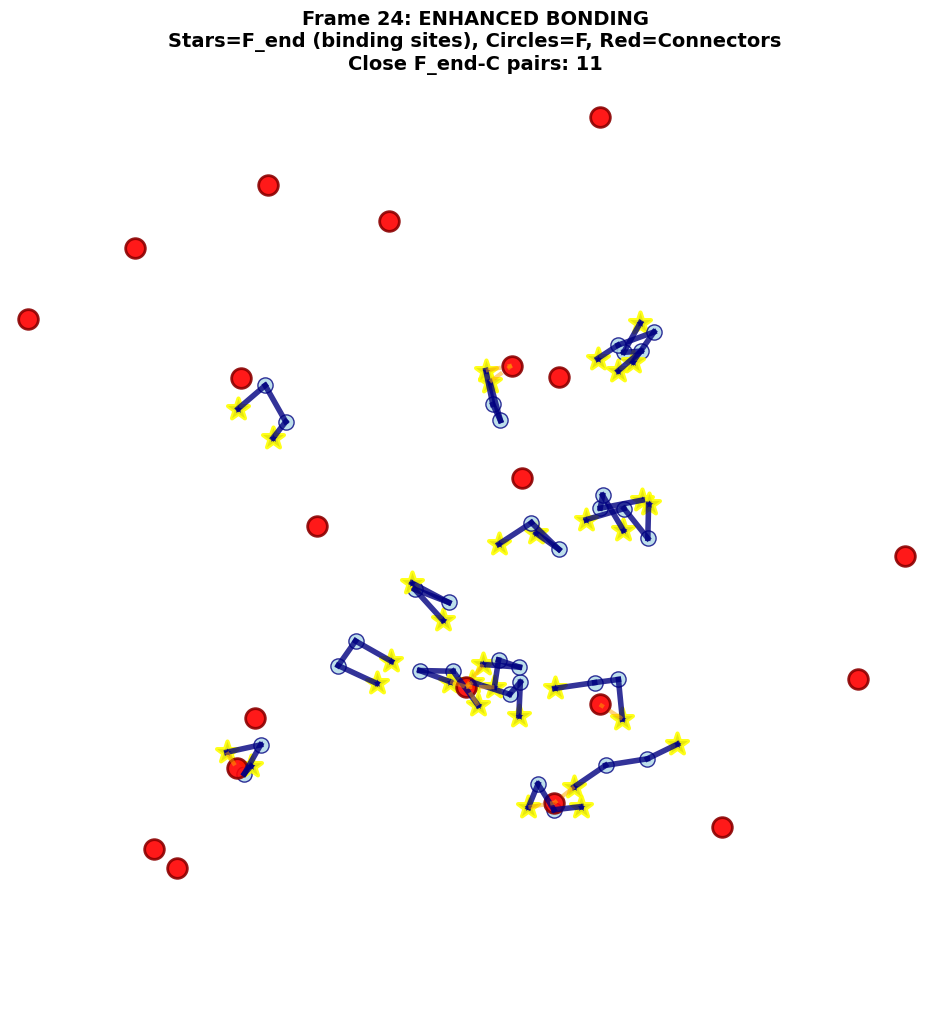 Frame 24: ENHANCED BONDING
Stars=F_end (binding sites), Circles=F, Red=Connectors
Close F_end-C pairs: 11